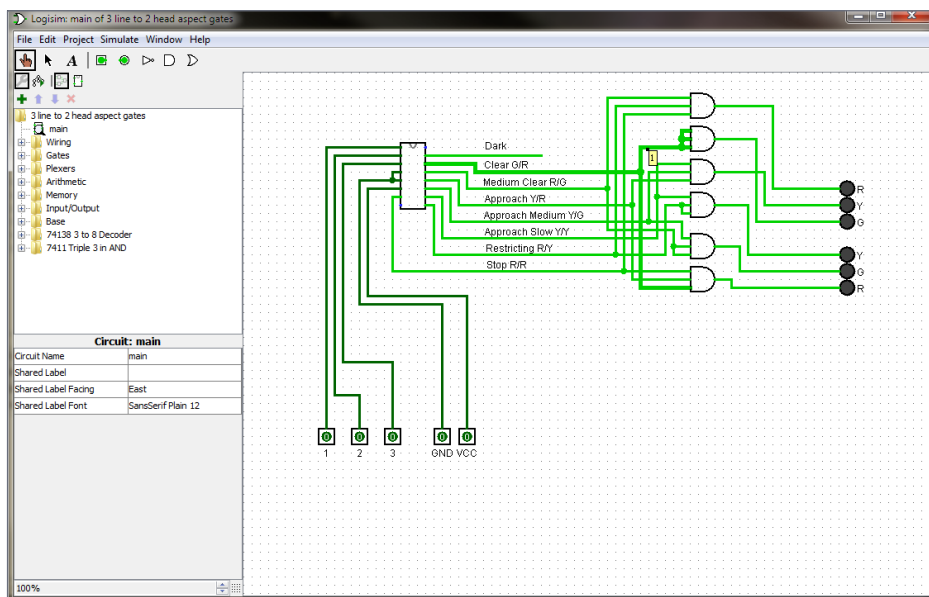 Logisim: main of 3 line to 2 head aspect gates
File Edit Project Simulate Window Help
A
3 line to 2 head aspect gates
main
Wiring
Gates
Plexers
Arithmetic
Memory
Input/Output
Base
74138 3 to 8 Decoder
7411 Triple 3 in AND
Circuit: main
Circuit Name main
Shared Label
Shared Label Facing East
Shared Label Font SansSerif Plain 12
100%
Dark
Clear G/R
Medium Clear R/G
Approach Y/R
Approach Medium Y/G
Approach Slow Y/Y
Restricting R/Y
Stop R/R
1
R
Y
G
Y
G
R
0 0 0 0 0
1 2 3 GND VCC